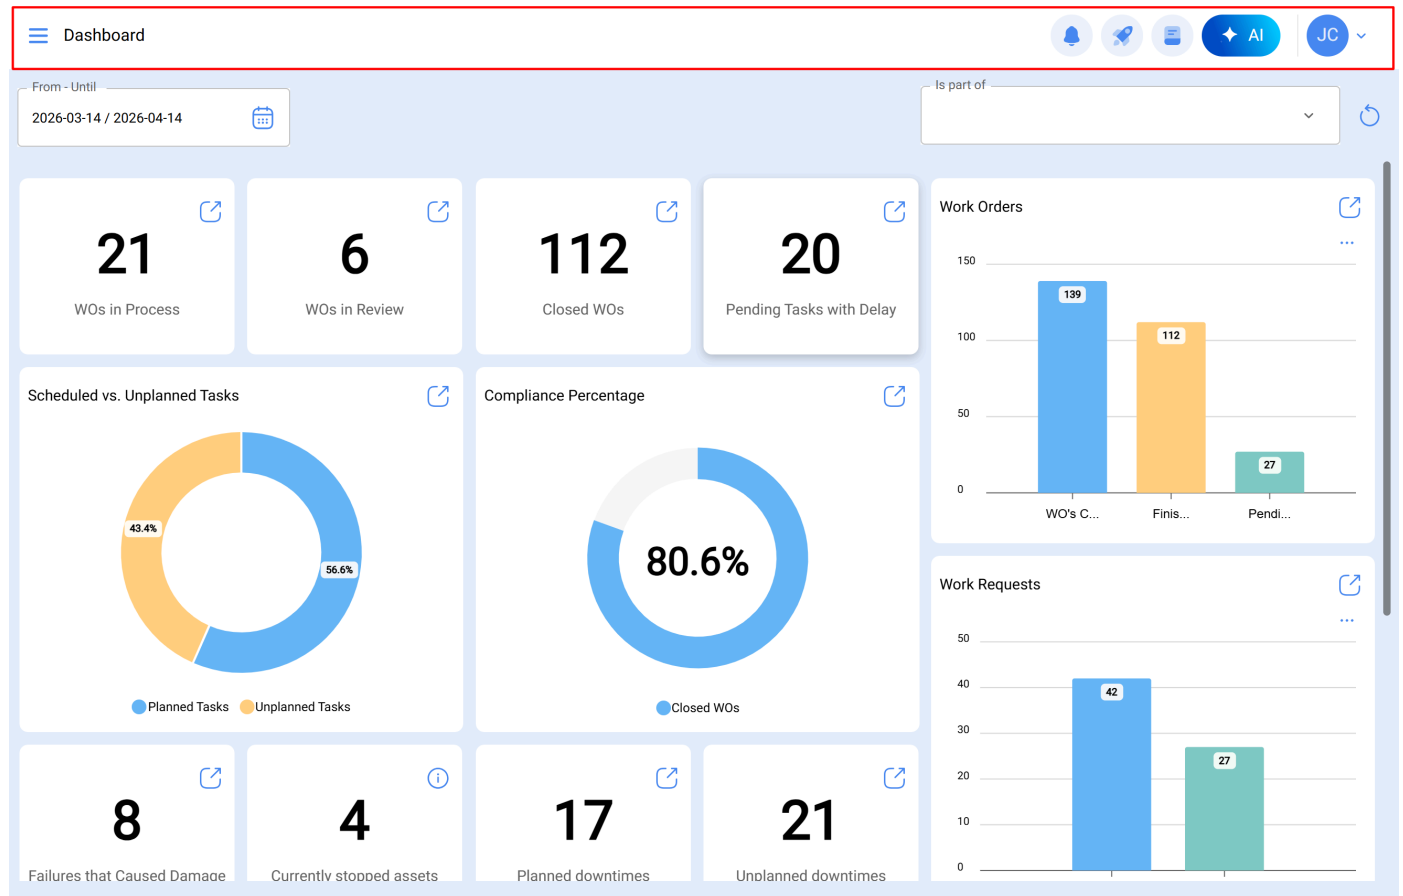 Dashboard
AI
JC
From - Until
2026-03-14 / 2026-04-14
Is part of
21
WOs in Process
6
WOs in Review
112
Closed WOs
20
Pending Tasks with Delay
Work Orders
...
150
100
50
0
139
112
27
WO's C...
Finis...
Pendi...
Scheduled vs. Unplanned Tasks
43.4%
56.6%
Planned Tasks
Unplanned Tasks
Compliance Percentage
80.6%
Closed WOs
Work Requests
...
50
40
30
20
10
0
42
27
8
Failures that Caused Damage
4
Currently stopped assets
17
Planned downtimes
21
Unplanned downtimes